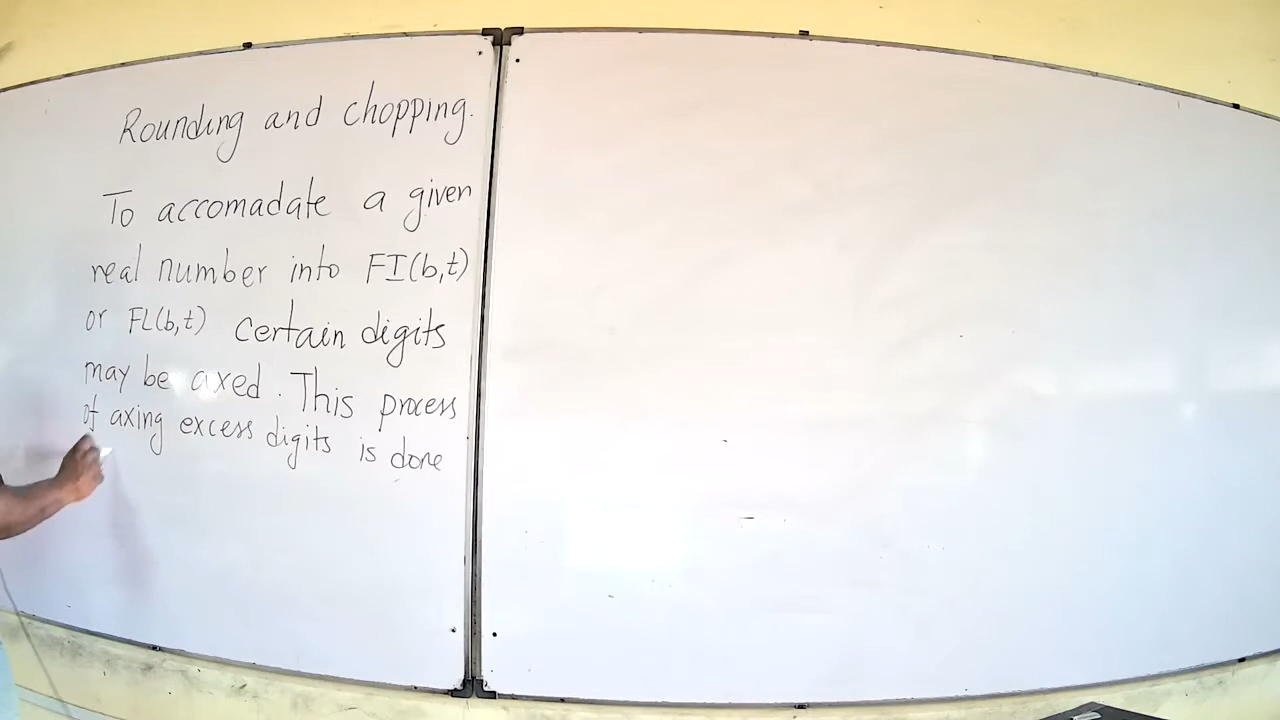 Rounding and chopping.
To accomadate a given
real number into FI(b,t)
or FL(b,t) certain digits
may be axed. This process
of axing excess digits is done